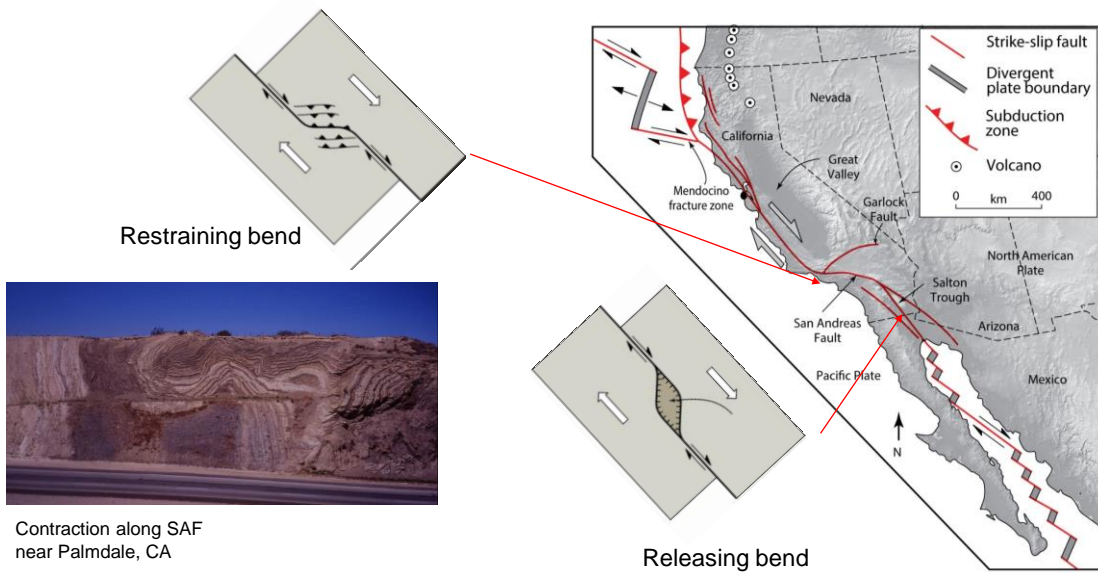 Restraining bend
Contraction along SAF
near Palmdale, CA
Releasing bend
Strike-slip fault
Divergent
plate boundary
Subduction
zone
Volcano
0 400
km
Nevada
California
Great
Valley
Mendocino
fracture zone
Garlock
Fault
North American
Plate
Salton
Trough
San Andreas
Fault
Arizona
Pacific Plate
Mexico
N